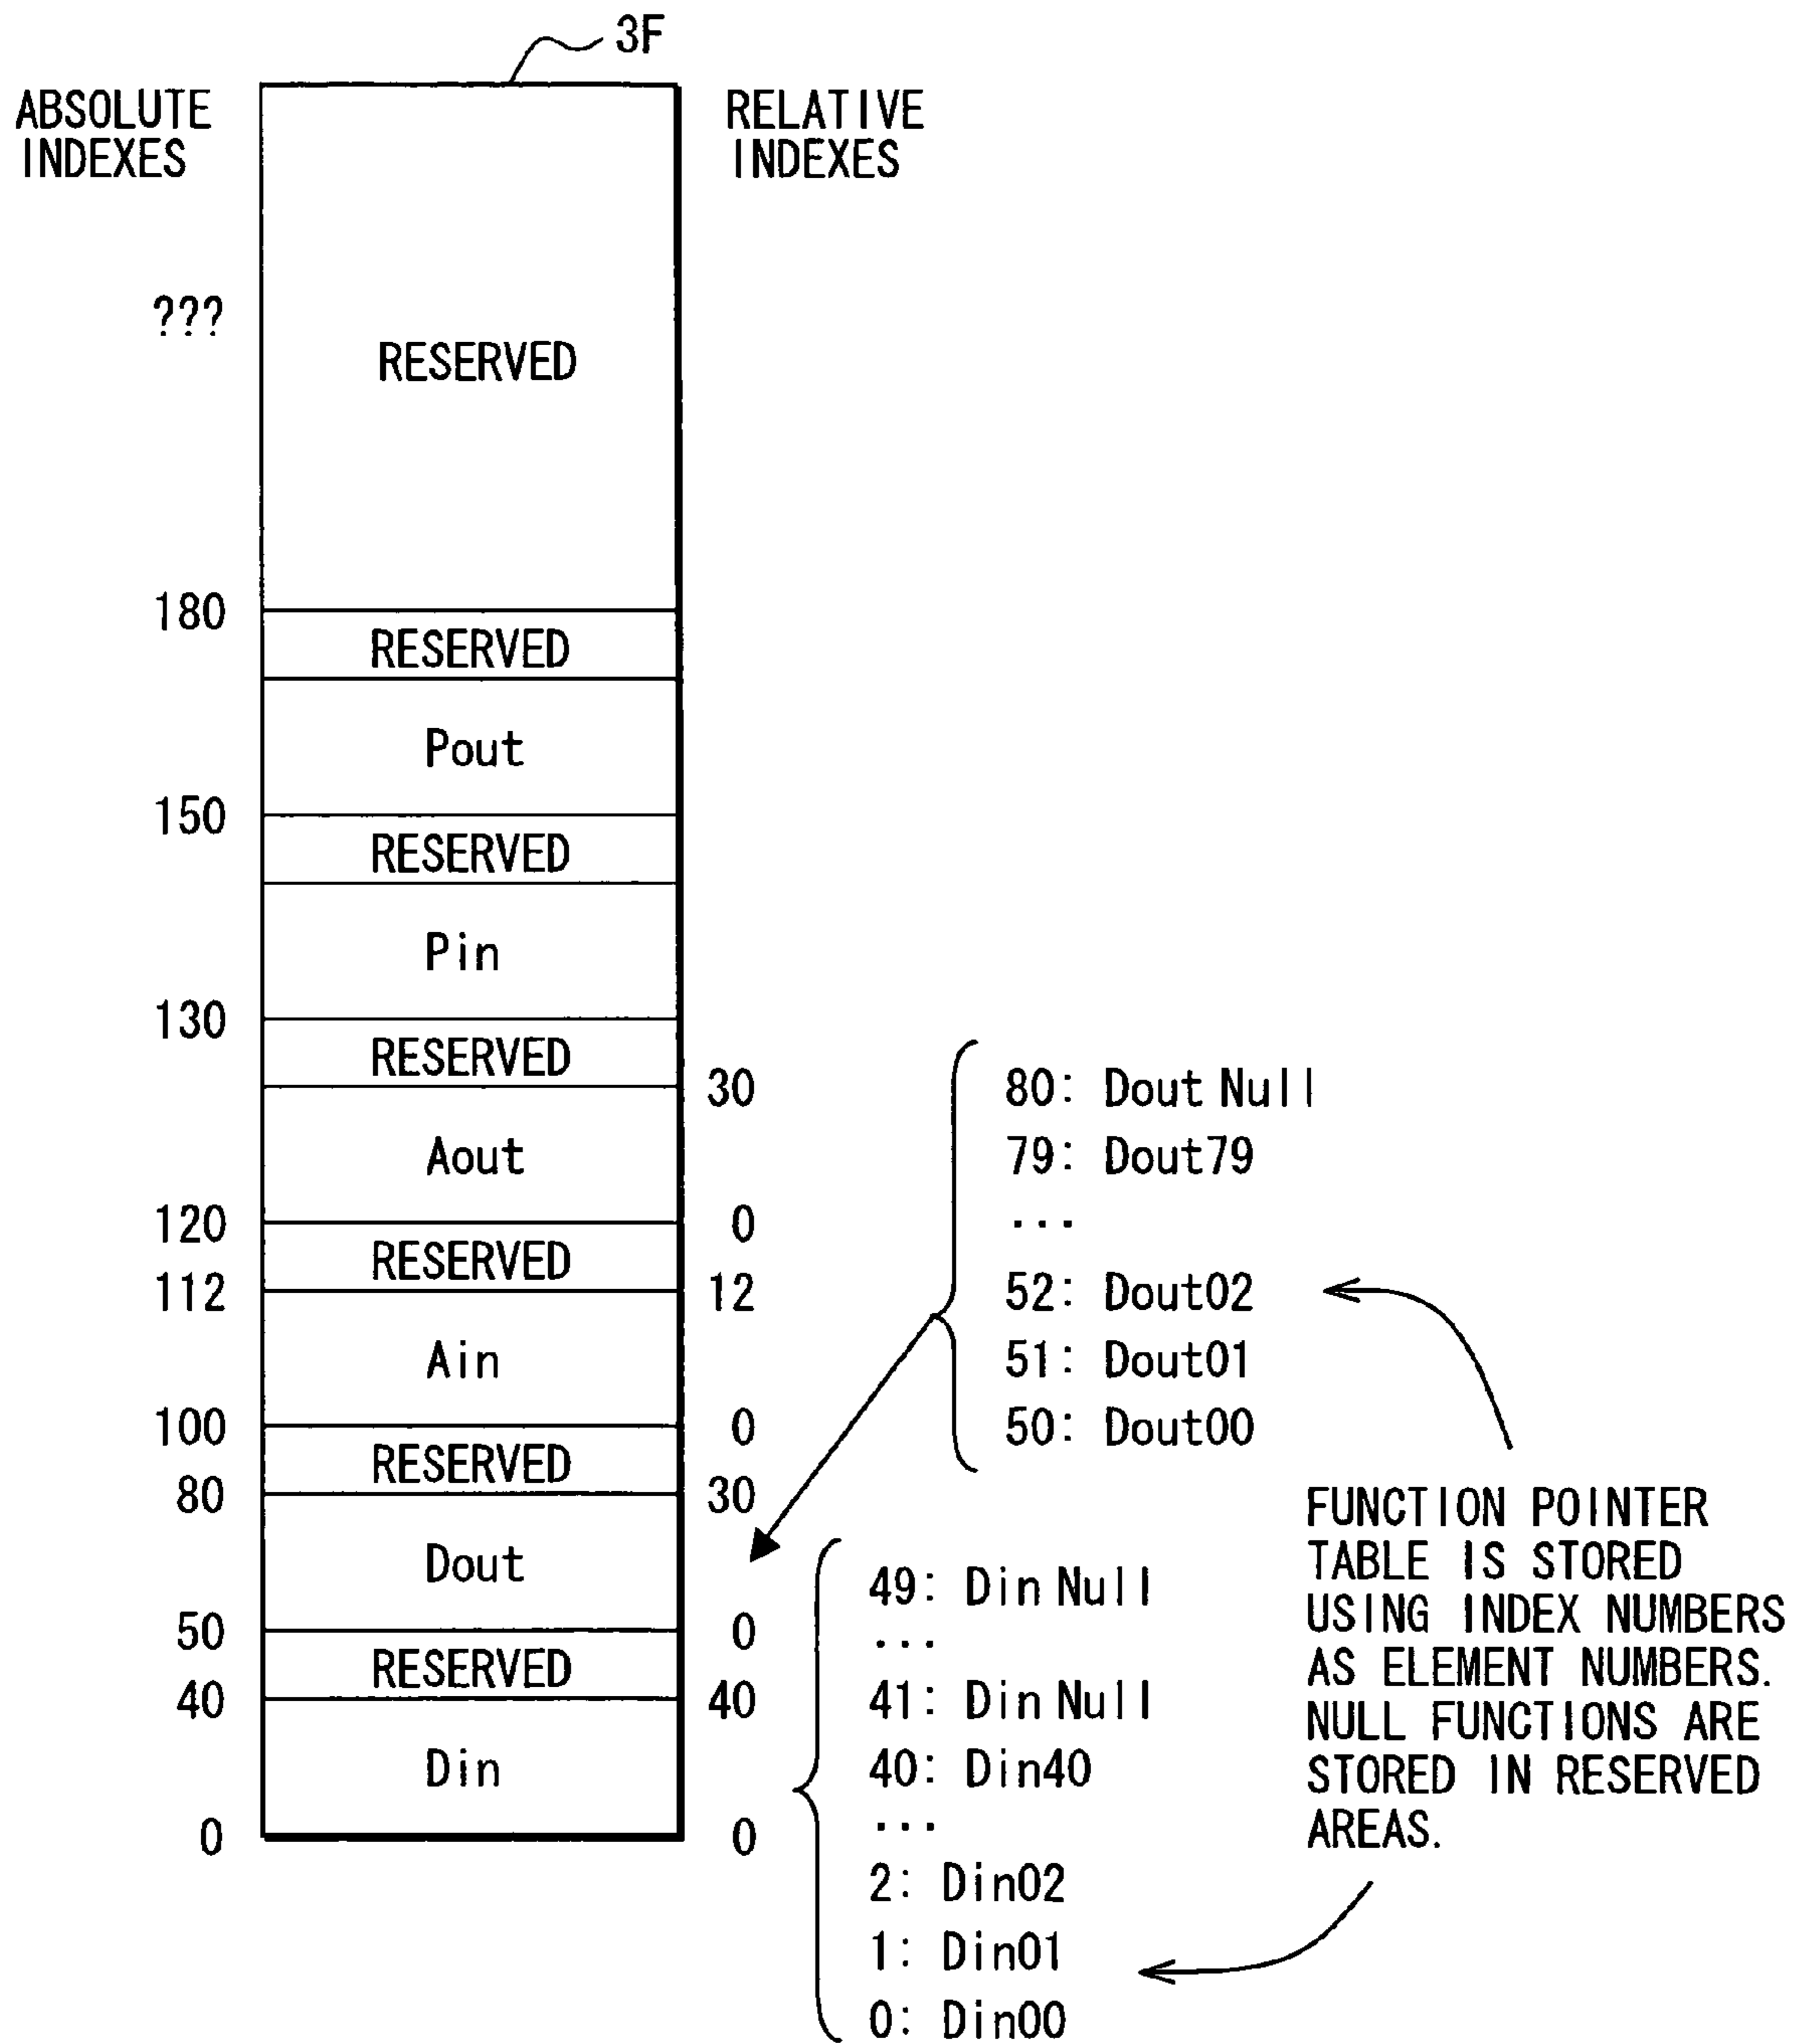 3F
ABSOLUTE
INDEXES
RELATIVE
INDEXES
???
RESERVED
180
RESERVED
Pout
150
RESERVED
Pin
130
RESERVED
30
Aout
120
0
RESERVED
112
12
Ain
100
0
RESERVED
80
30
Dout
50
0
RESERVED
40
40
Din
0
0
80: Dout Null
79: Dout79
...
52: Dout02
51: Dout01
50: Dout00
49: Din Null
...
41: Din Null
40: Din40
...
2: Din02
1: Din01
0: Din00
FUNCTION POINTER
TABLE IS STORED
USING INDEX NUMBERS
AS ELEMENT NUMBERS.
NULL FUNCTIONS ARE
STORED IN RESERVED
AREAS.